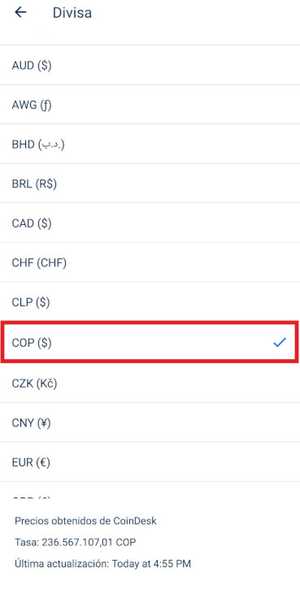 Divisa
AUD ($)
AWG (ƒ)
BHD (.د.ب)
BRL (R$)
CAD ($)
CHF (CHF)
CLP ($)
COP ($)
CZK (Kč)
CNY (¥)
EUR (€)
Precios obtenidos de CoinDesk
Tasa: 236.567.107,01 COP
Última actualización: Today at 4:55 PM